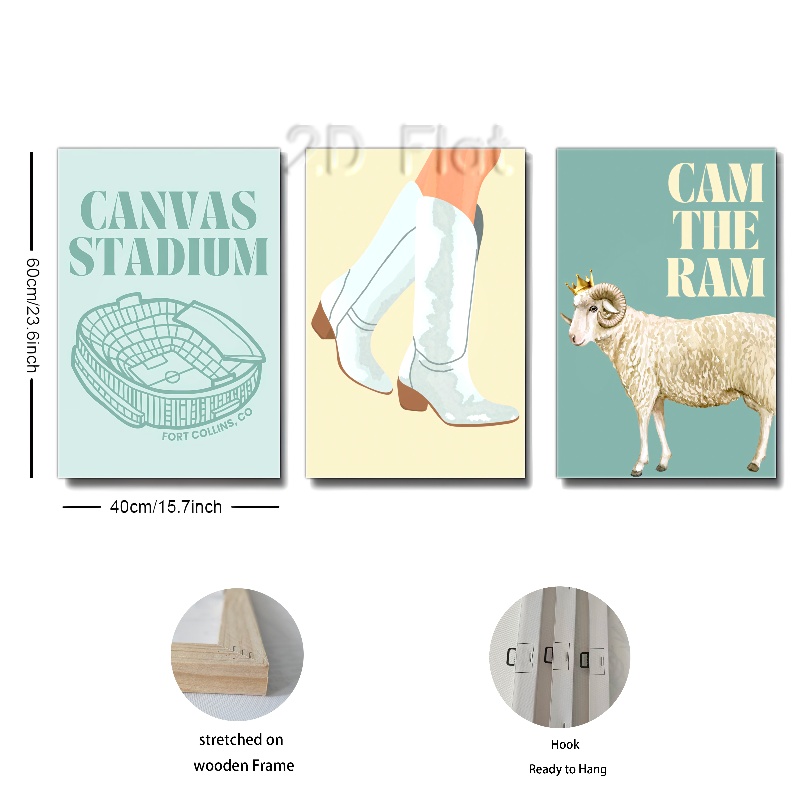 2D Flat
CANVAS
STADIUM
FORT COLLINS, CO
CAM
THE
RAM
60cm/23.6inch
40cm/15.7inch
stretched on
wooden Frame
Hook
Ready to Hang